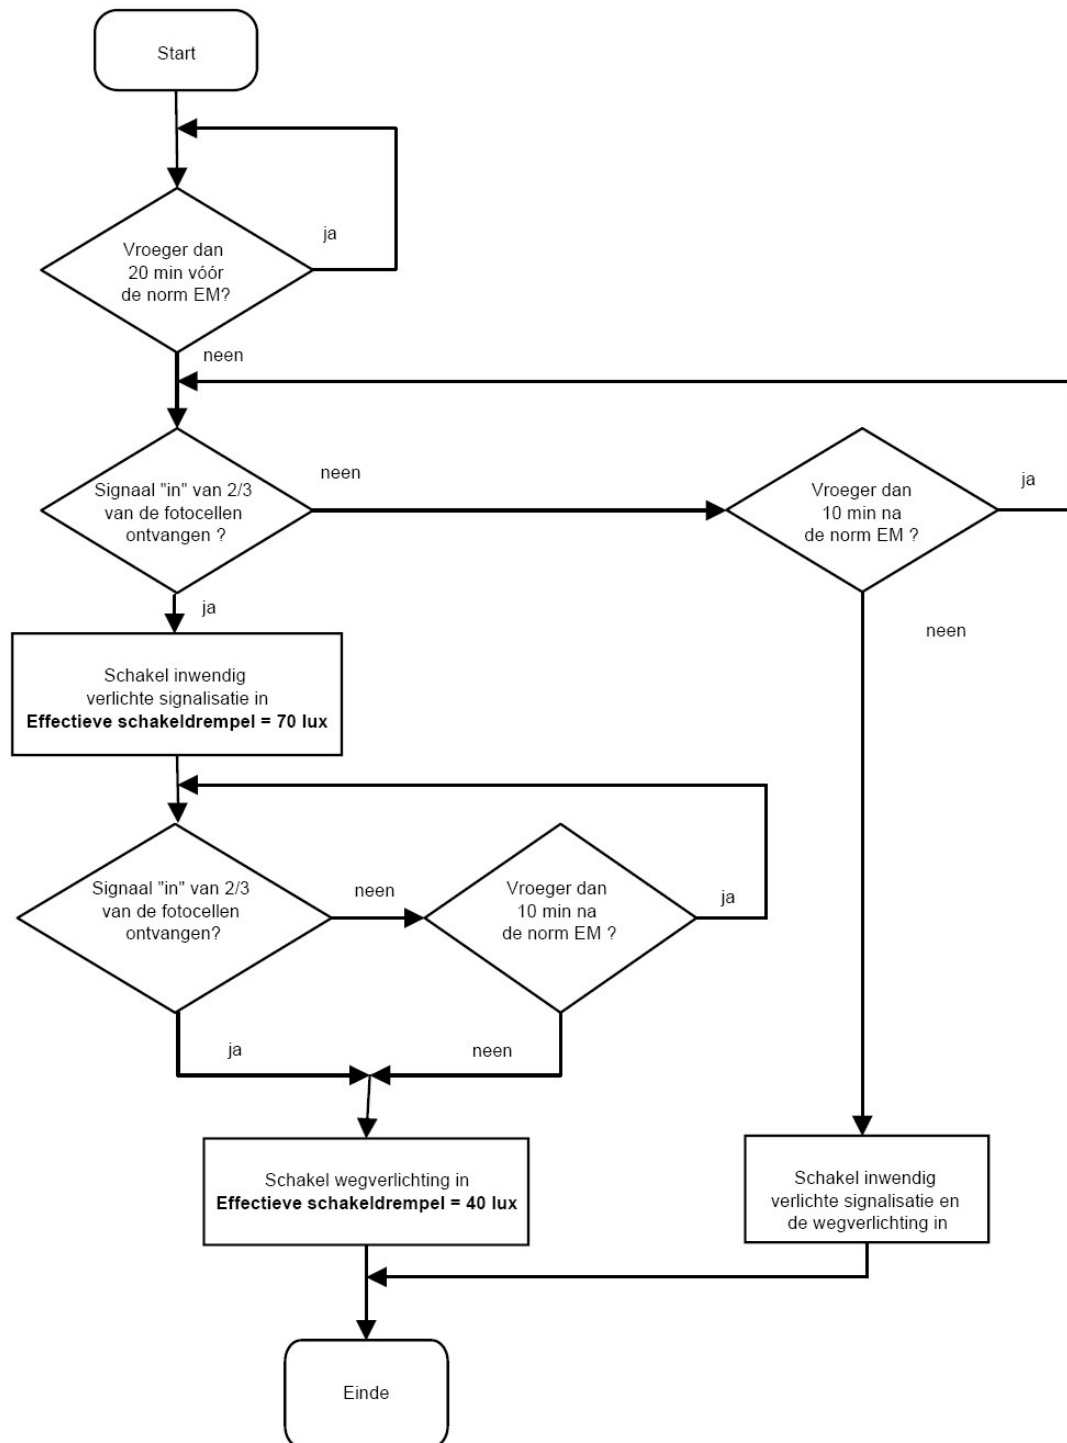 Start
ja
Vroeger dan
20 min vóór
de norm EM?
neen
neen
Signaal "in" van 2/3
van de fotocellen
ontvangen ?
Vroeger dan
10 min na
de norm EM ?
ja
ja
neen
Schakel inwendig
verlichte signalisatie in
Effectieve schakeldrempel = 70 lux
Signaal "in" van 2/3
van de fotocellen
ontvangen?
neen
Vroeger dan
10 min na
de norm EM ?
ja
ja
neen
Schakel wegverlichting in
Effectieve schakeldrempel = 40 lux
Schakel inwendig
verlichte signalisatie en
de wegverlichting in
Einde